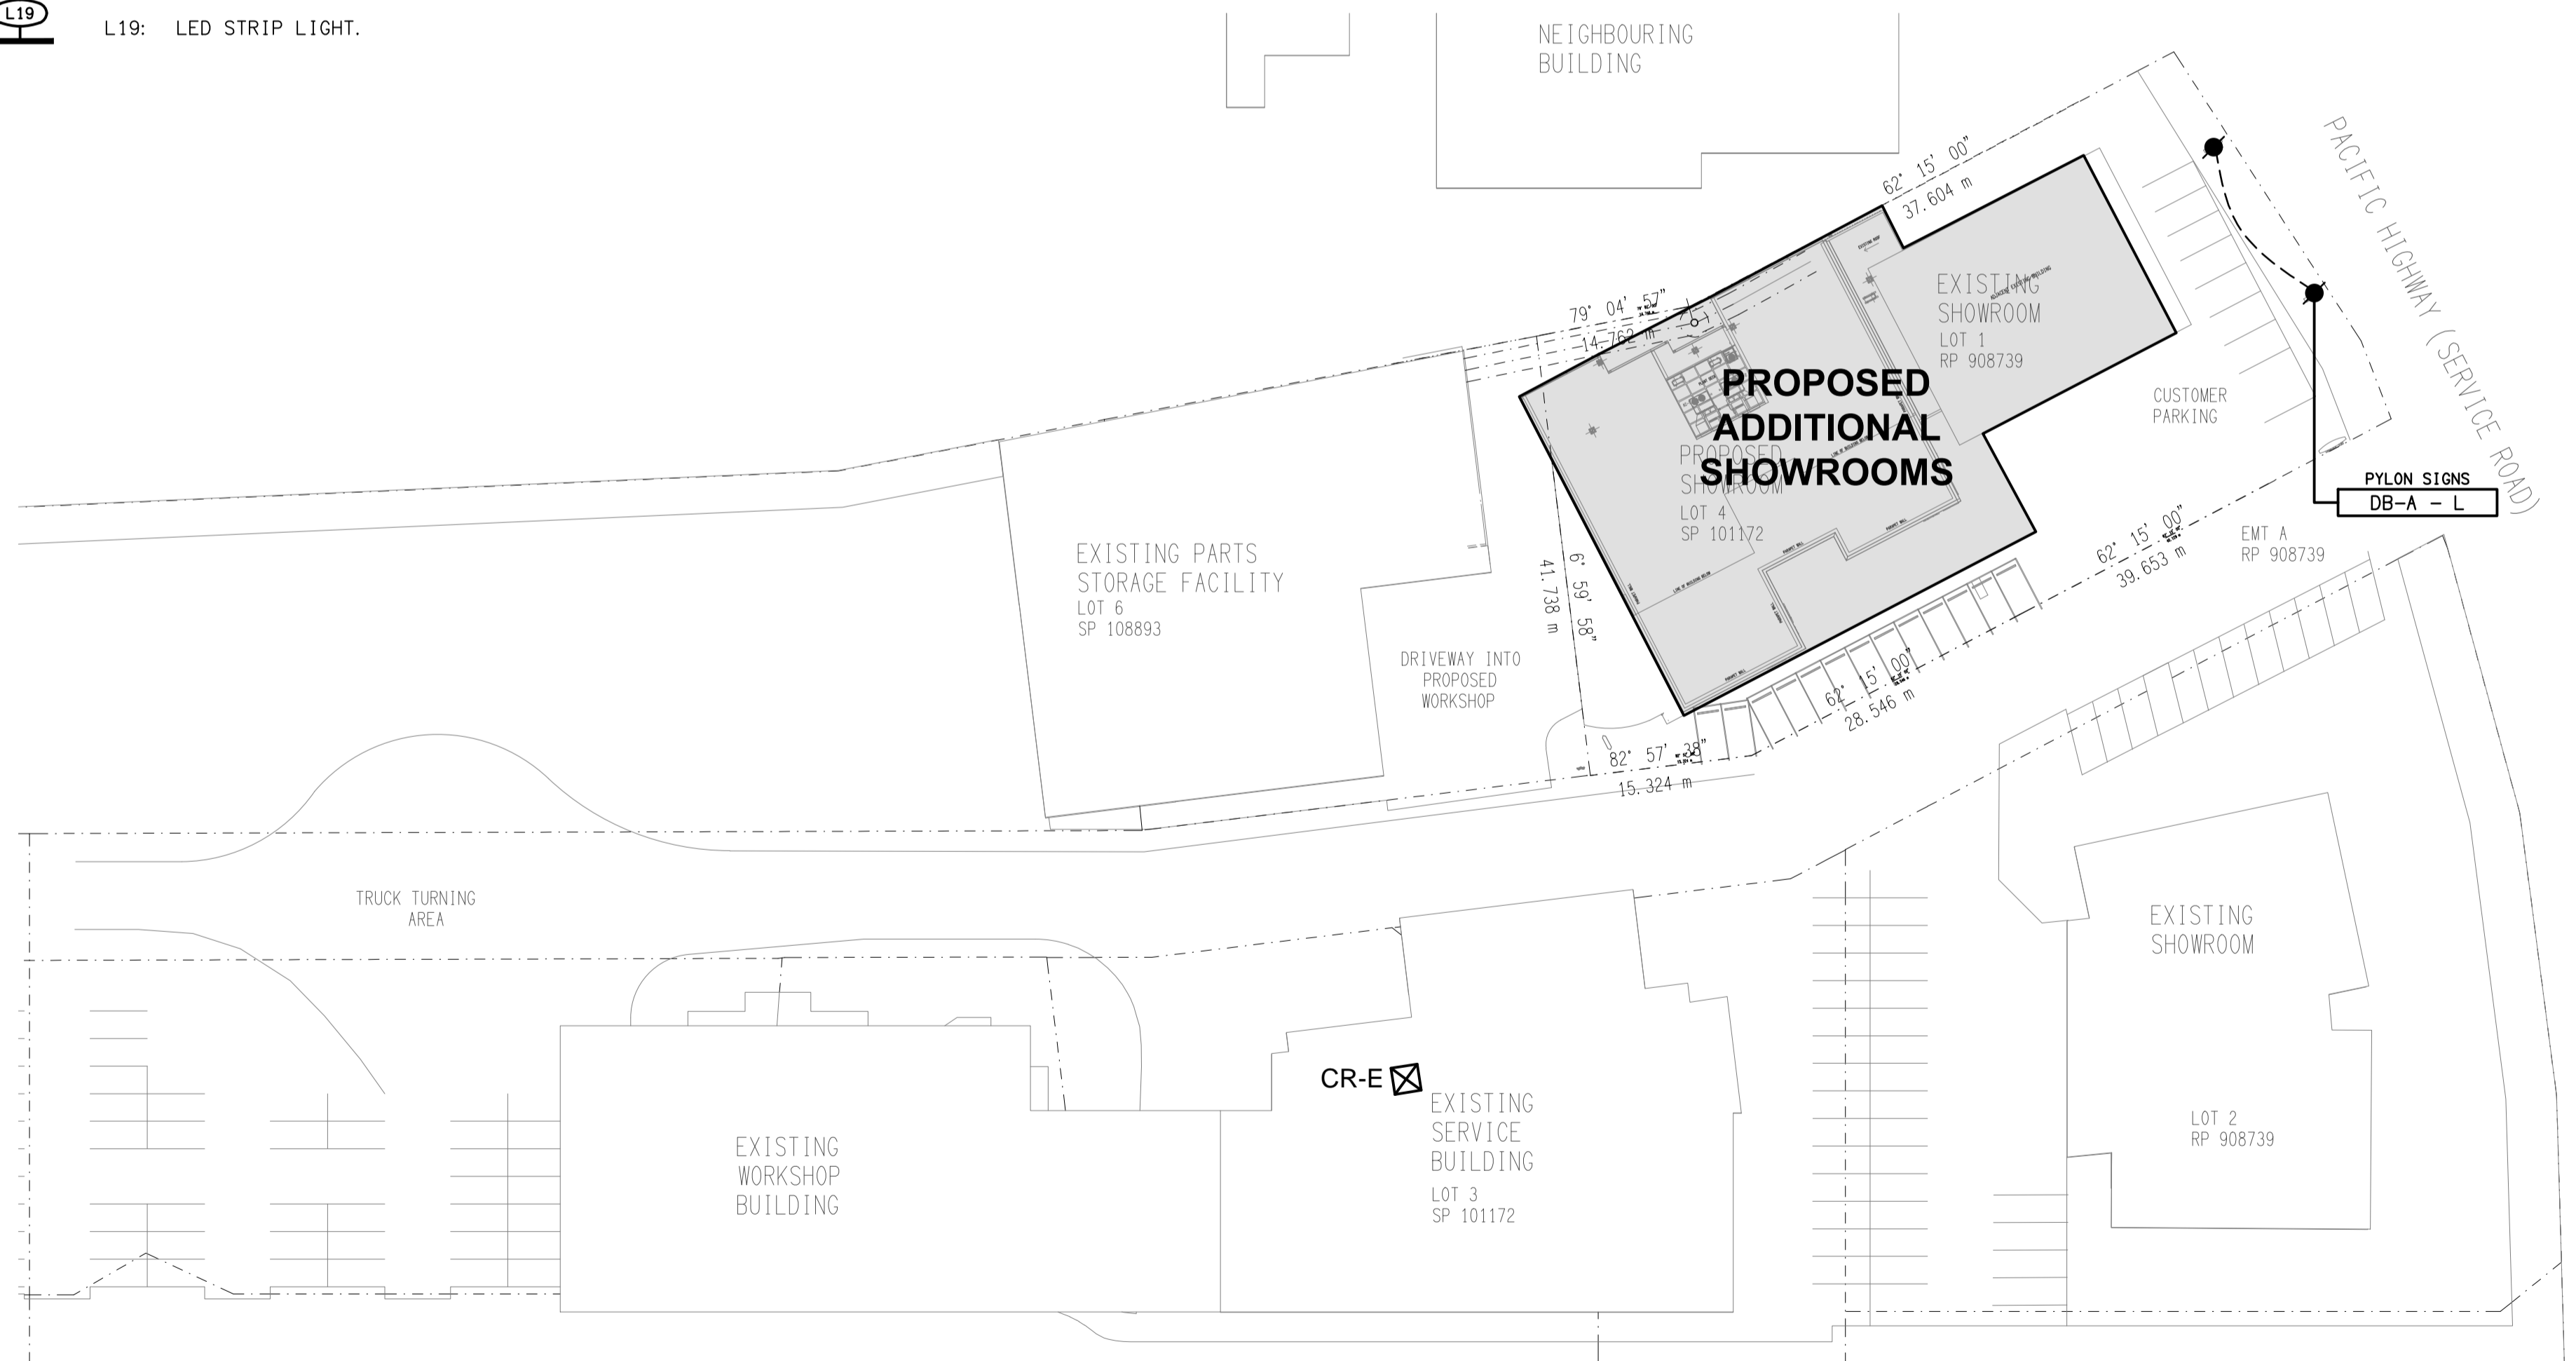 L19
L19: LED STRIP LIGHT.
NEIGHBOURING
BUILDING
PACIFIC HIGHWAY (SERVICE ROAD)
62° 15' 00"
37.604 m
EXISTING
SHOWROOM
LOT 1
RP 908739
79° 04' 57"
14.762 m
PROPOSED
ADDITIONAL
SHOWROOMS
PROPOSED
SHOWROOM
LOT 4
SP 101172
CUSTOMER
PARKING
PYLON SIGNS
DB-A - L
EMT A
RP 908739
62° 15' 00"
39.653 m
EXISTING PARTS
STORAGE FACILITY
LOT 6
SP 108893
6° 59' 58"
41.738 m
DRIVEWAY INTO
PROPOSED
WORKSHOP
62° 15' 00"
28.546 m
82° 57' 38"
15.324 m
TRUCK TURNING
AREA
EXISTING
SHOWROOM
CR-E
EXISTING
SERVICE
BUILDING
LOT 3
SP 101172
EXISTING
WORKSHOP
BUILDING
LOT 2
RP 908739